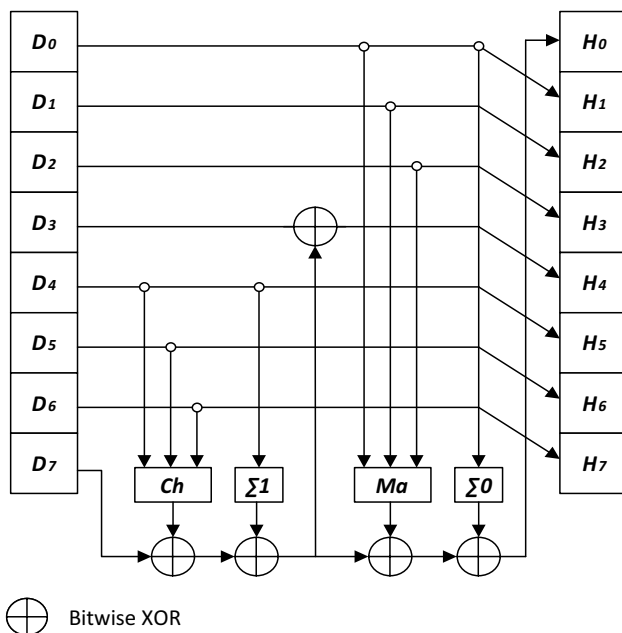 D0 H0
D1 H1
D2 H2
D3 H3
D4 H4
D5 H5
D6 H6
D7 H7
Ch ∑1 Ma ∑0
Bitwise XOR